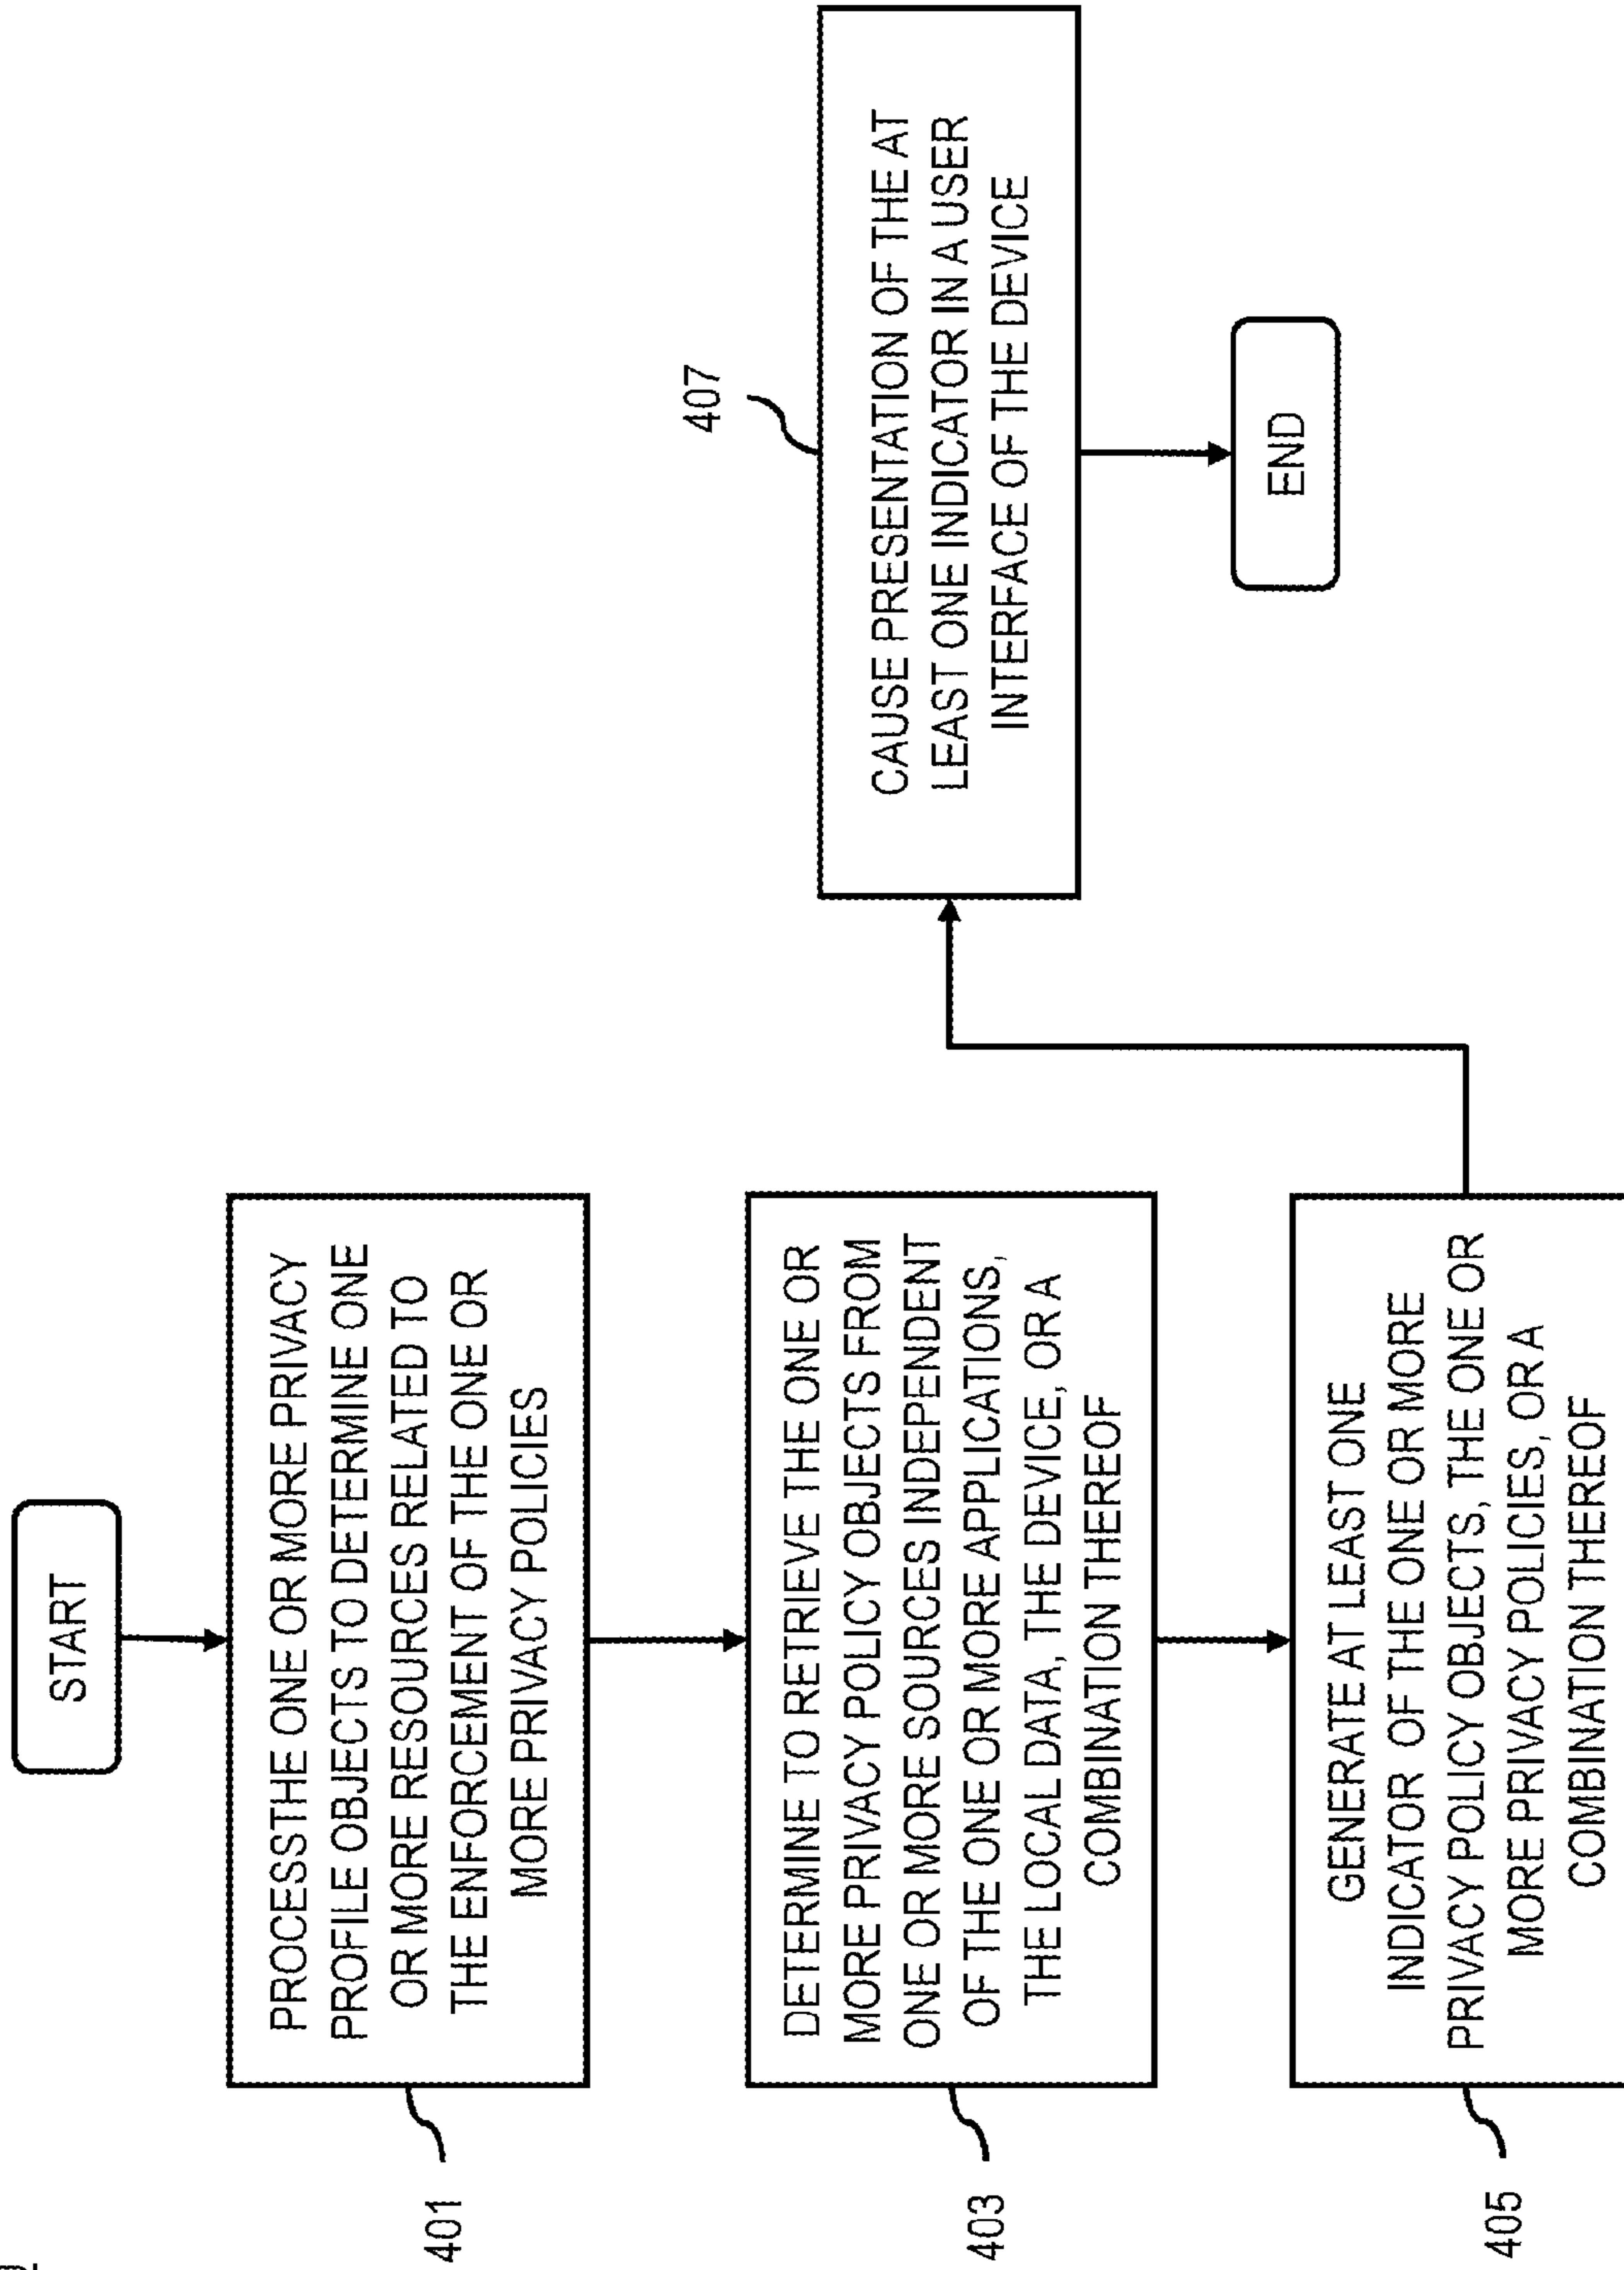 START
401
PROCESSTHE ONE OR MORE PRIVACY
PROFILE OBJECTS TO DETERMINE ONE
OR MORE RESOURCES RELATED TO
THE ENFORCEMENT OF THE ONE OR
MORE PRIVACY POLICIES
403
DETERMINE TO RETRIEVE THE ONE OR
MORE PRIVACY POLICY OBJECTS FROM
ONE OR MORE SOURCES INDEPENDENT
OF THE ONE OR MORE APPLICATIONS,
THE LOCAL DATA, THE DEVICE, OR A
COMBINATION THEREOF
405
GENERATE AT LEAST ONE
INDICATOR OF THE ONE OR MORE
PRIVACY POLICY OBJECTS, THE ONE OR
MORE PRIVACY POLICIES, OR A
COMBINATION THEREOF
407
CAUSE PRESENTATION OF THE AT
LEAST ONE INDICATOR IN A USER
INTERFACE OF THE DEVICE
END